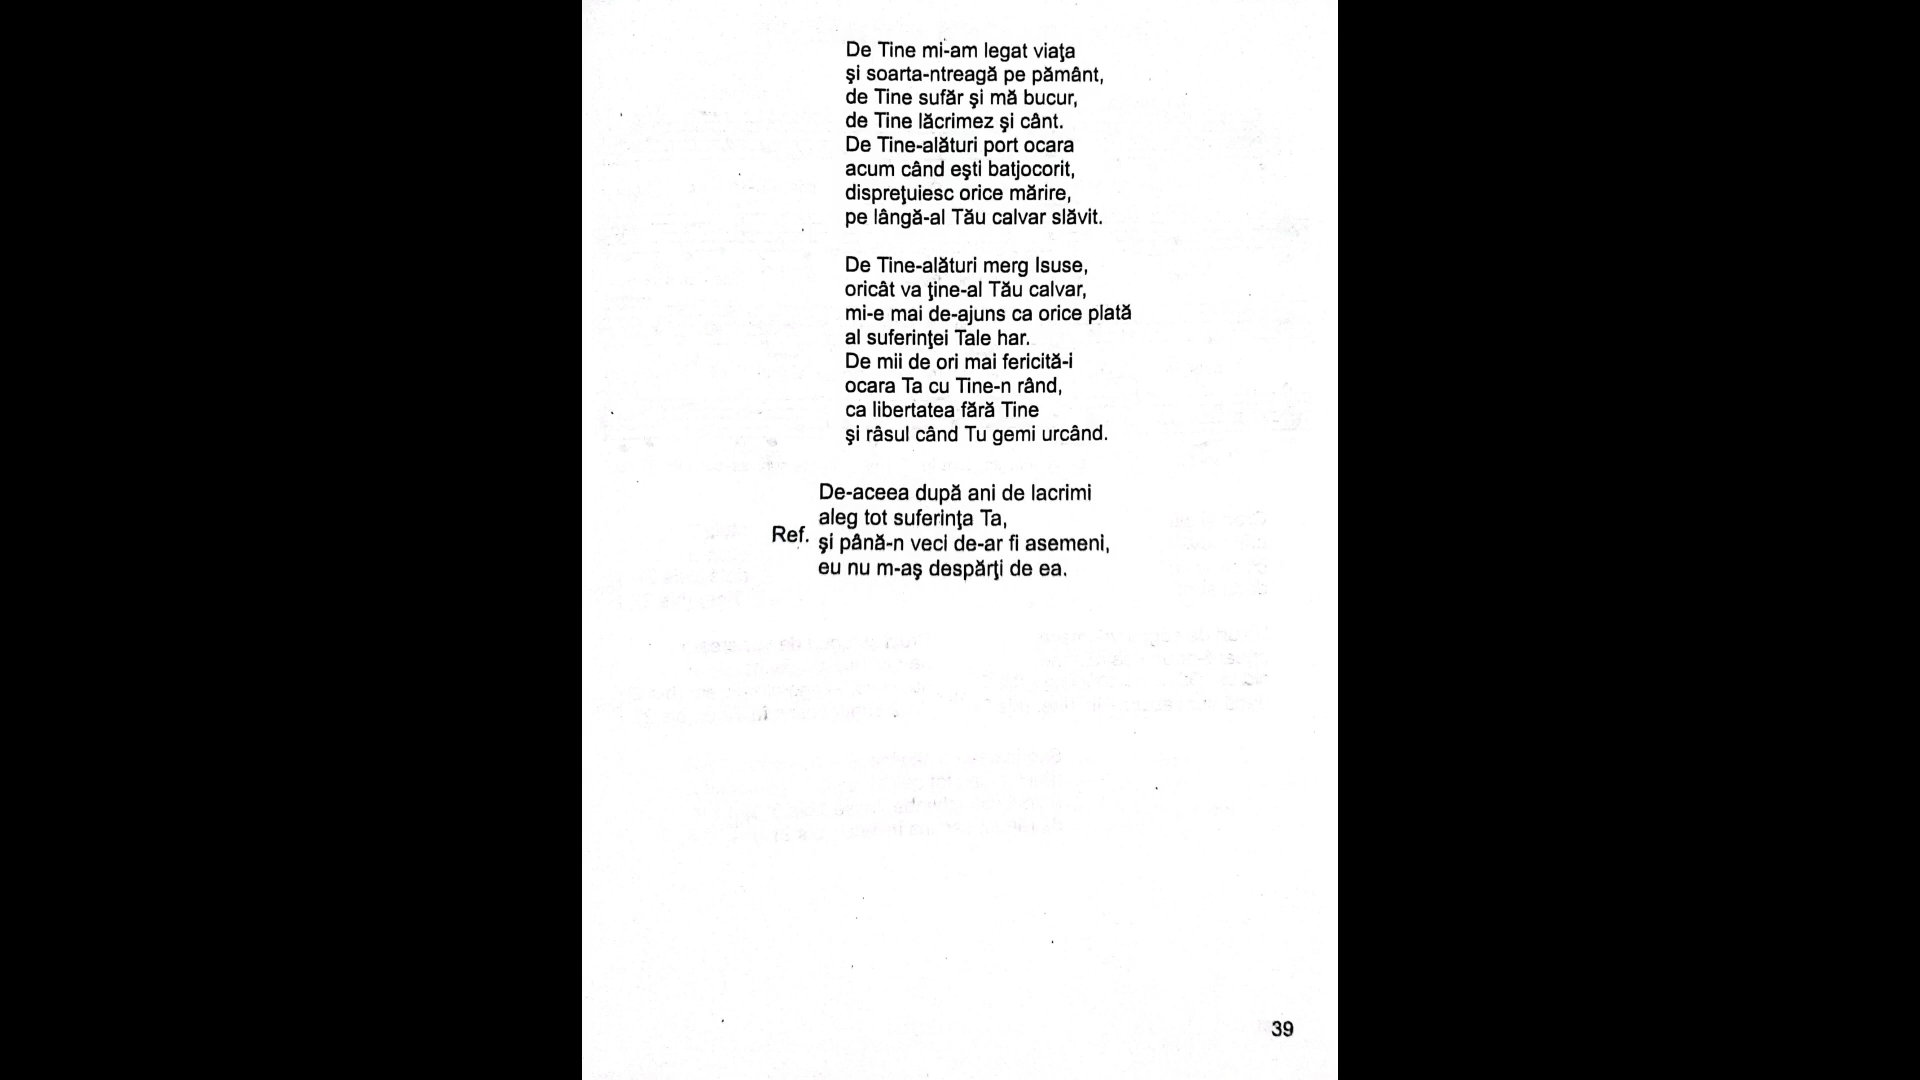 De Tine mi-am legat viaţa
şi soarta-ntreagă pe pământ,
de Tine sufăr şi mă bucur,
de Tine lăcrimez şi cânt.
De Tine-alături port ocara
acum când eşti batjocorit,
dispreţuiesc orice mărire,
pe lângă-al Tău calvar slăvit.
De Tine-alături merg Isuse,
oricât va ţine-al Tău calvar,
mi-e mai de-ajuns ca orice plată
al suferinţei Tale har.
De mii de ori mai fericită-i
ocara Ta cu Tine-n rând,
ca libertatea fără Tine
şi râsul când Tu gemi urcând.
De-aceea după ani de lacrimi
aleg tot suferinţa Ta,
Ref.
şi până-n veci de-ar fi asemeni,
eu nu m-aş despărţi de ea.
39